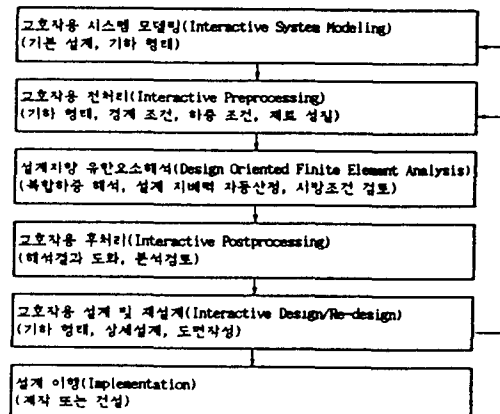 교호작용 시스템 모델링(Interactive System Modeling)
(기본 설계, 기하 형태)
교호작용 전처리(Interactive Preprocessing)
(기하 형태, 경계 조건, 하중 조건, 재료 성질)
설계지향 유한요소해석(Design Oriented Finite Element Analysis)
(복합하중 해석, 설계 지배력 자동산정, 시방조건 검토)
교호작용 후처리(Interactive Postprocessing)
(해석결과 도화, 분석검토)
교호작용 설계 및 재설계(Interactive Design/Re-design)
(기하 형태, 상세설계, 도면작성)
설계 이행(Implementation)
(제작 또는 건설)